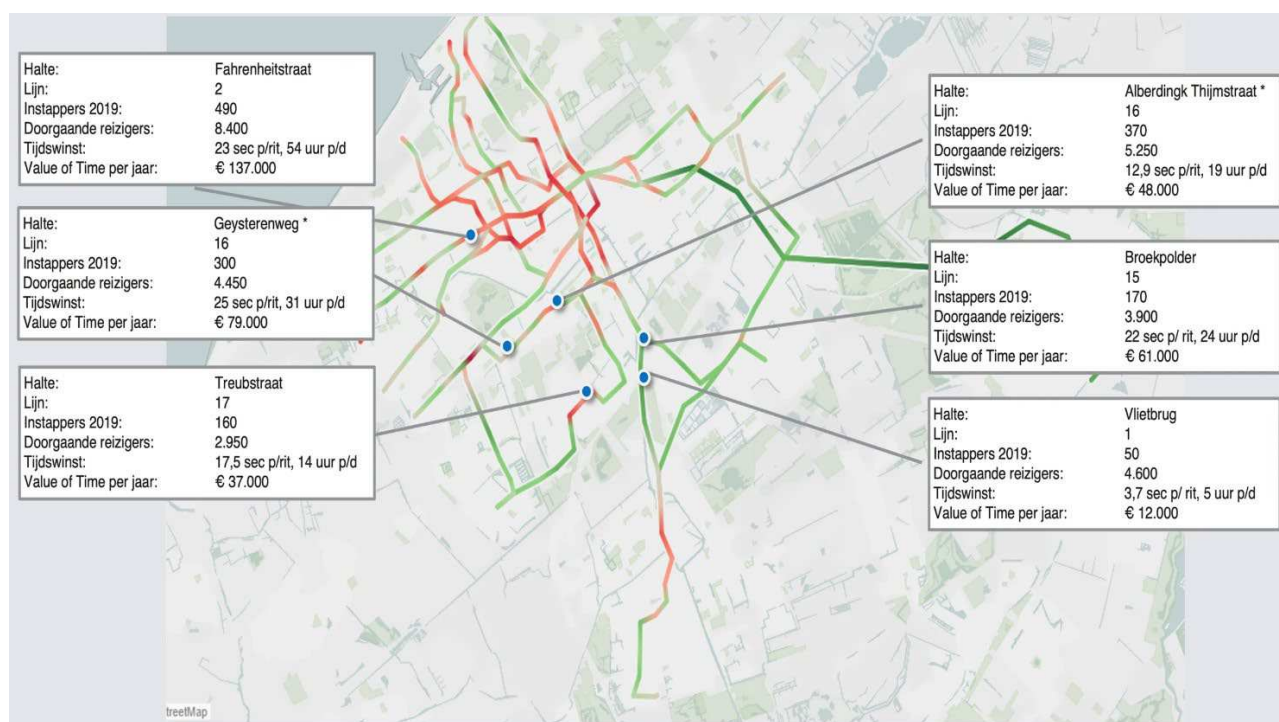 Halte: Fahrenheitstraat
Lijn: 2
Instappers 2019: 490
Doorgaande reizigers: 8.400
Tijdswinst: 23 sec p/rit, 54 uur p/d
Value of Time per jaar: € 137.000
Halte: Geysterenweg *
Lijn: 16
Instappers 2019: 300
Doorgaande reizigers: 4.450
Tijdswinst: 25 sec p/rit, 31 uur p/d
Value of Time per jaar: € 79.000
Halte: Treubstraat
Lijn: 17
Instappers 2019: 160
Doorgaande reizigers: 2.950
Tijdswinst: 17,5 sec p/rit, 14 uur p/d
Value of Time per jaar: € 37.000
Halte: Alberdingk Thijmstraat *
Lijn: 16
Instappers 2019: 370
Doorgaande reizigers: 5.250
Tijdswinst: 12,9 sec p/rit, 19 uur p/d
Value of Time per jaar: € 48.000
Halte: Broekpolder
Lijn: 15
Instappers 2019: 170
Doorgaande reizigers: 3.900
Tijdswinst: 22 sec p/ rit, 24 uur p/d
Value of Time per jaar: € 61.000
Halte: Vlietbrug
Lijn: 1
Instappers 2019: 50
Doorgaande reizigers: 4.600
Tijdswinst: 3,7 sec p/ rit, 5 uur p/d
Value of Time per jaar: € 12.000
treetMap